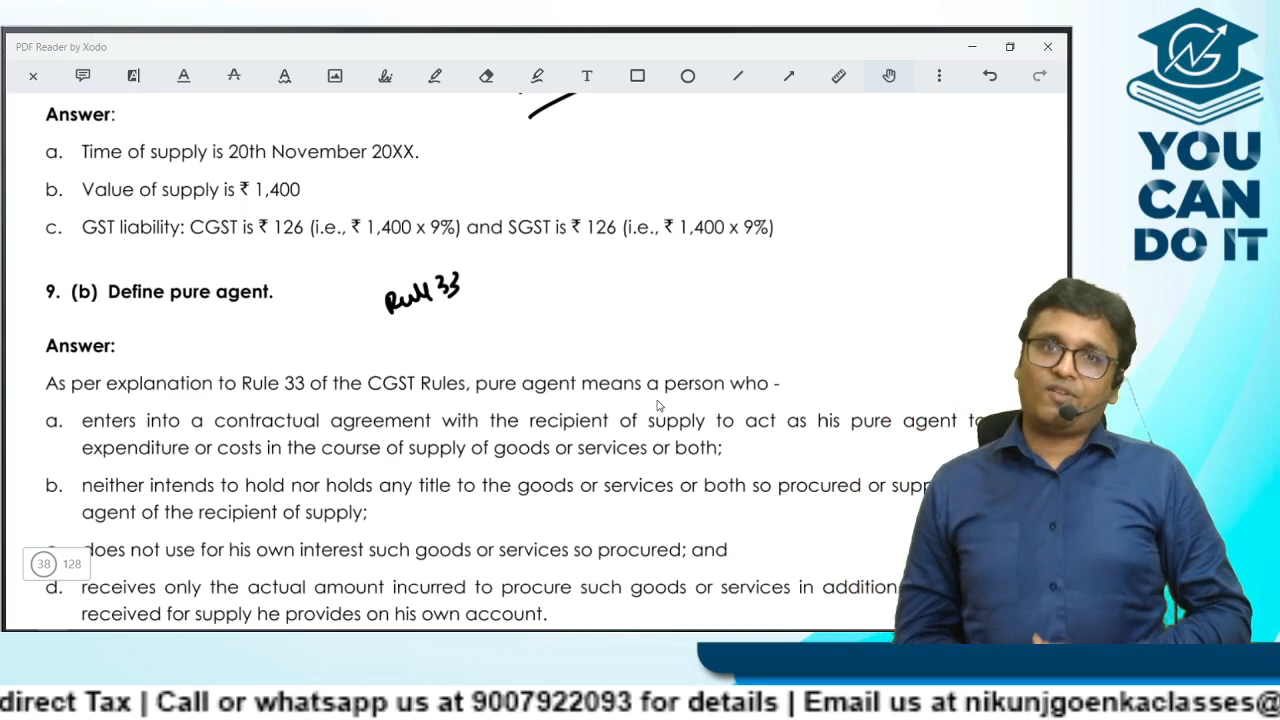 PDF Reader by Xodo
Answer:
a. Time of supply is 20th November 20XX.
b. Value of supply is ₹ 1,400
c. GST liability: CGST is ₹ 126 (i.e., ₹ 1,400 x 9%) and SGST is ₹ 126 (i.e., ₹ 1,400 x 9%)
9. (b) Define pure agent.
Rule 33
Answer:
As per explanation to Rule 33 of the CGST Rules, pure agent means a person who -
a. enters into a contractual agreement with the recipient of supply to act as his pure agent
expenditure or costs in the course of supply of goods or services or both;
b. neither intends to hold nor holds any title to the goods or services or both so procured or
agent of the recipient of supply;
does not use for his own interest such goods or services so procured; and
38 128
d. receives only the actual amount incurred to procure such goods or services in addition
received for supply he provides on his own account.
NG
YOU
CAN
DO IT
direct Tax | Call or whatsapp us at 9007922093 for details | Email us at nikunjgoenkaclasses@